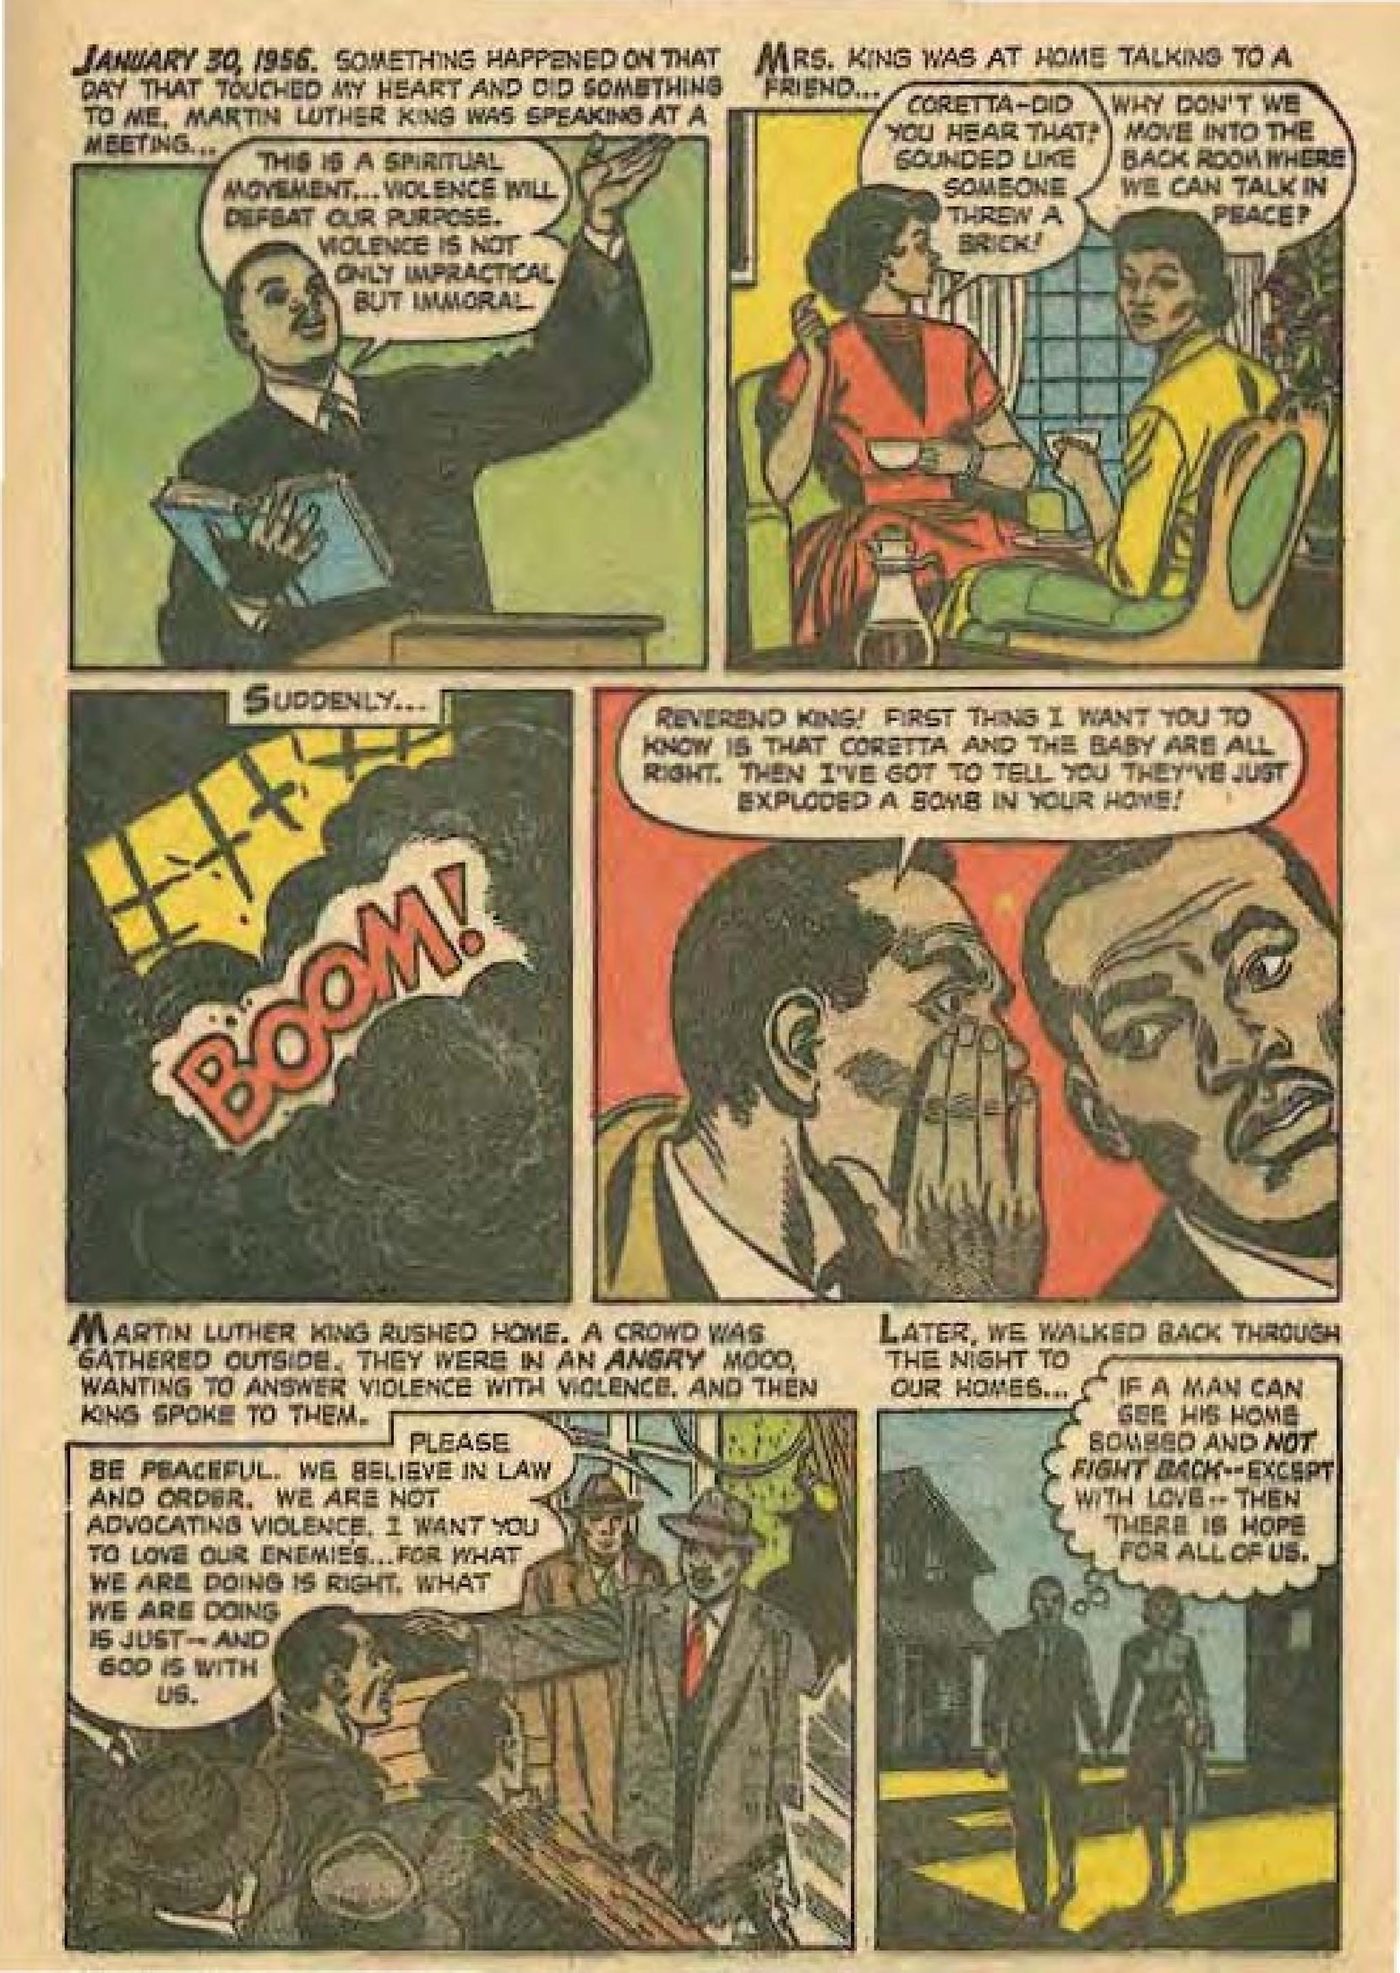 JANUARY 30, 1956. SOMETHING HAPPENED ON THAT
DAY THAT TOUCHED MY HEART AND DID SOMETHING
TO ME. MARTIN LUTHER KING WAS SPEAKING AT A
MEETING...
THIS IS A SPIRITUAL
MOVEMENT... VIOLENCE WILL
DEFEAT OUR PURPOSE.
VIOLENCE IS NOT
ONLY IMPRACTICAL
BUT IMMORAL.
MRS. KING WAS AT HOME TALKING TO A
FRIEND...
CORETTA-DID
YOU HEAR THAT?
SOUNDED LIKE
SOMEONE
THREW A
BRICK!
WHY DON'T WE
MOVE INTO THE
BACK ROOM WHERE
WE CAN TALK IN
PEACE?
SUDDENLY...
BOOM!
REVEREND KING! FIRST THING I WANT YOU TO
KNOW IS THAT CORETTA AND THE BABY ARE ALL
RIGHT. THEN I'VE GOT TO TELL YOU THEY'VE JUST
EXPLODED A BOMB IN YOUR HOME!
MARTIN LUTHER KING RUSHED HOME. A CROWD WAS
GATHERED OUTSIDE. THEY WERE IN AN ANGRY MOOD,
WANTING TO ANSWER VIOLENCE WITH VIOLENCE. AND THEN
KING SPOKE TO THEM.
PLEASE
BE PEACEFUL. WE BELIEVE IN LAW
AND ORDER. WE ARE NOT
ADVOCATING VIOLENCE. I WANT YOU
TO LOVE OUR ENEMIES...FOR WHAT
WE ARE DOING IS RIGHT. WHAT
WE ARE DOING
IS JUST-- AND
GOD IS WITH
US.
LATER, WE WALKED BACK THROUGH
THE NIGHT TO
OUR HOMES...
IF A MAN CAN
SEE HIS HOME
BOMBED AND NOT
FIGHT BACK--EXCEPT
WITH LOVE-- THEN
THERE IS HOPE
FOR ALL OF US.